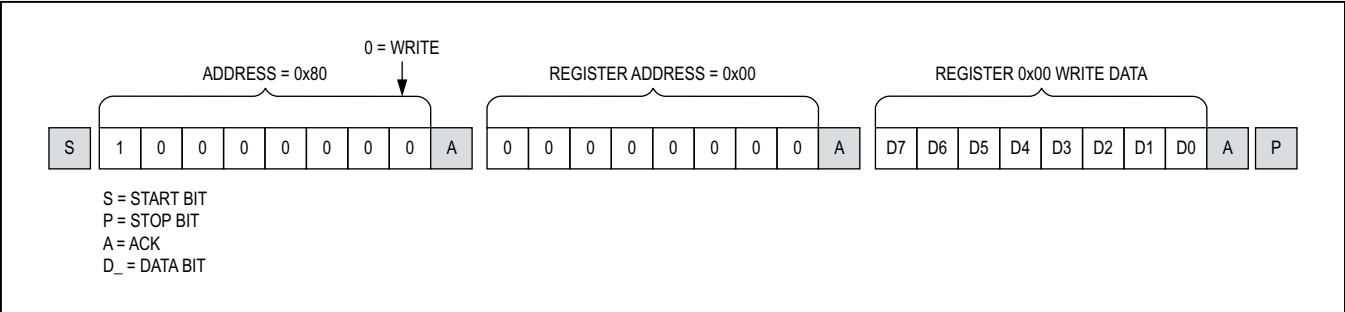 0 = WRITE
ADDRESS = 0x80 REGISTER ADDRESS = 0x00 REGISTER 0x00 WRITE DATA
S 1 0 0 0 0 0 0 0 A 0 0 0 0 0 0 0 0 A D7 D6 D5 D4 D3 D2 D1 D0 A P
S = START BIT
P = STOP BIT
A = ACK
D_ = DATA BIT